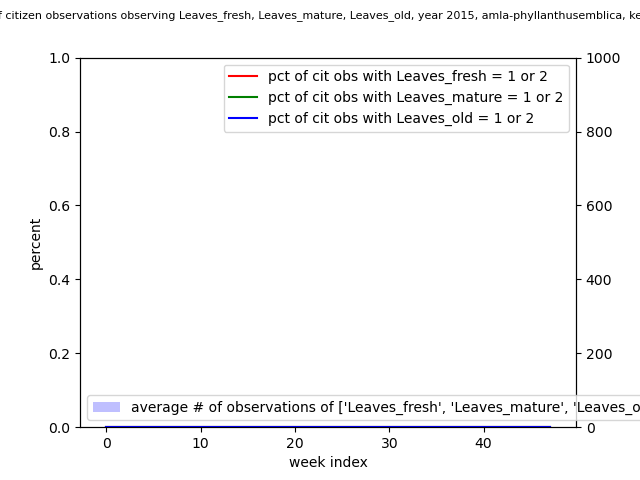 f citizen observations observing Leaves_fresh, Leaves_mature, Leaves_old, year 2015, amla-phyllanthusemblica, ke
1.0
0.8
0.6
0.4
0.2
0.0
percent
pct of cit obs with Leaves_fresh = 1 or 2
pct of cit obs with Leaves_mature = 1 or 2
pct of cit obs with Leaves_old = 1 or 2
average # of observations of ['Leaves_fresh', 'Leaves_mature', 'Leaves_o
1000
800
600
400
200
0
0 10 20 30 40
week index